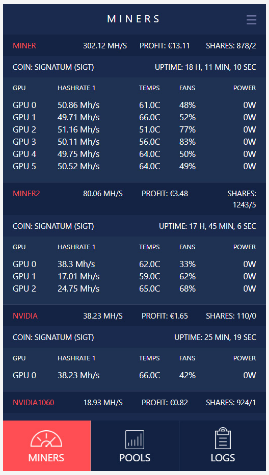 MINERS
MINER 302.12 MH/S PROFIT: €13.11 SHARES: 878/2
COIN: SIGNATUM (SIGT) UPTIME: 18 H, 11 MIN, 10 SEC
GPU HASHRATE 1 TEMPS FANS POWER
GPU 0 50.86 Mh/s 61.0C 48% 0W
GPU 1 49.71 Mh/s 66.0C 52% 0W
GPU 2 51.16 Mh/s 51.0C 77% 0W
GPU 3 50.11 Mh/s 56.0C 83% 0W
GPU 4 49.75 Mh/s 64.0C 50% 0W
GPU 5 50.52 Mh/s 64.0C 49% 0W
MINER2 80.06 MH/S PROFIT: €3.48 SHARES:
1243/5
COIN: SIGNATUM (SIGT) UPTIME: 17 H, 45 MIN, 6 SEC
GPU HASHRATE 1 TEMPS FANS POWER
GPU 0 38.3 Mh/s 62.0C 33% 0W
GPU 1 17.01 Mh/s 59.0C 62% 0W
GPU 2 24.75 Mh/s 65.0C 68% 0W
NVIDIA 38.23 MH/S PROFIT: €1.65 SHARES: 110/0
COIN: SIGNATUM (SIGT) UPTIME: 25 MIN, 19 SEC
GPU HASHRATE 1 TEMPS FANS POWER
GPU 0 38.23 Mh/s 66.0C 42% 0W
NVIDIA1060 18.93 MH/S PROFIT: €0.82 SHARES: 924/1
MINERS POOLS LOGS